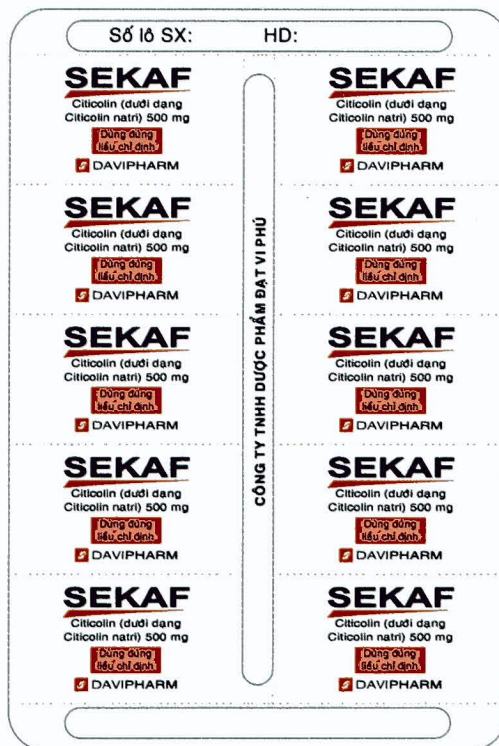 Số lô SX: HD:
SEKAF
Citicolin (dưới dạng
Citicolin natri) 500 mg
Dùng đúng
liều chỉ định
DAVIPHARM
SEKAF
Citicolin (dưới dạng
Citicolin natri) 500 mg
Dùng đúng
liều chỉ định
DAVIPHARM
SEKAF
Citicolin (dưới dạng
Citicolin natri) 500 mg
Dùng đúng
liều chỉ định
DAVIPHARM
SEKAF
Citicolin (dưới dạng
Citicolin natri) 500 mg
Dùng đúng
liều chỉ định
DAVIPHARM
SEKAF
Citicolin (dưới dạng
Citicolin natri) 500 mg
Dùng đúng
liều chỉ định
DAVIPHARM
CÔNG TY TNHH DƯỢC PHẨM ĐẠT VI PHÚ
SEKAF
Citicolin (dưới dạng
Citicolin natri) 500 mg
Dùng đúng
liều chỉ định
DAVIPHARM
SEKAF
Citicolin (dưới dạng
Citicolin natri) 500 mg
Dùng đúng
liều chỉ định
DAVIPHARM
SEKAF
Citicolin (dưới dạng
Citicolin natri) 500 mg
Dùng đúng
liều chỉ định
DAVIPHARM
SEKAF
Citicolin (dưới dạng
Citicolin natri) 500 mg
Dùng đúng
liều chỉ định
DAVIPHARM
SEKAF
Citicolin (dưới dạng
Citicolin natri) 500 mg
Dùng đúng
liều chỉ định
DAVIPHARM